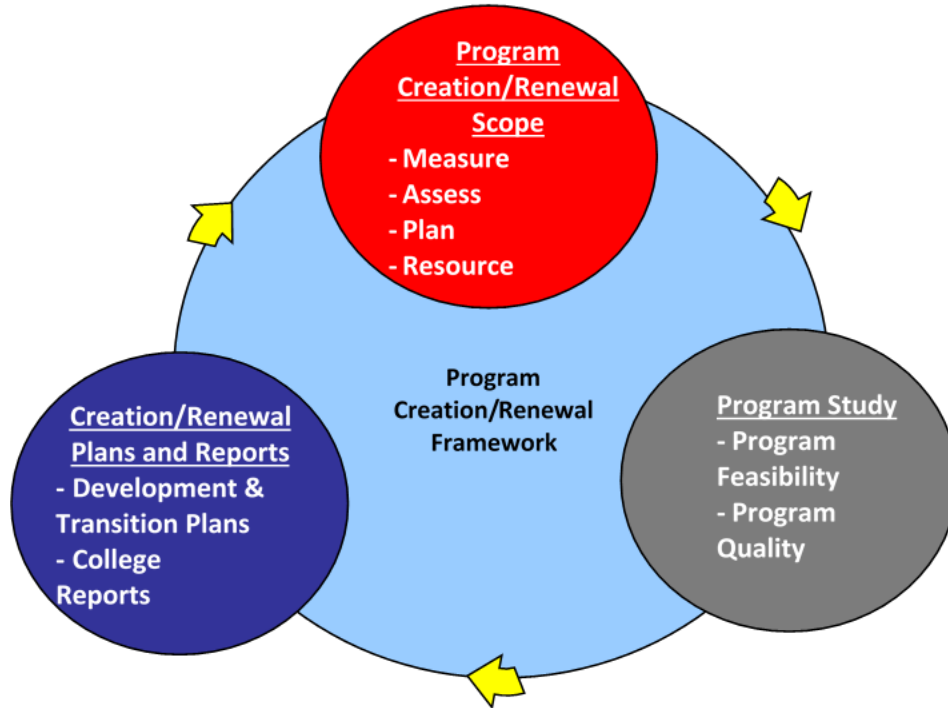 Program
Creation/Renewal
Scope
- Measure
- Assess
- Plan
- Resource
Program
Creation/Renewal
Framework
Program Study
- Program
Feasibility
- Program
Quality
Creation/Renewal
Plans and Reports
- Development &
Transition Plans
- College
Reports